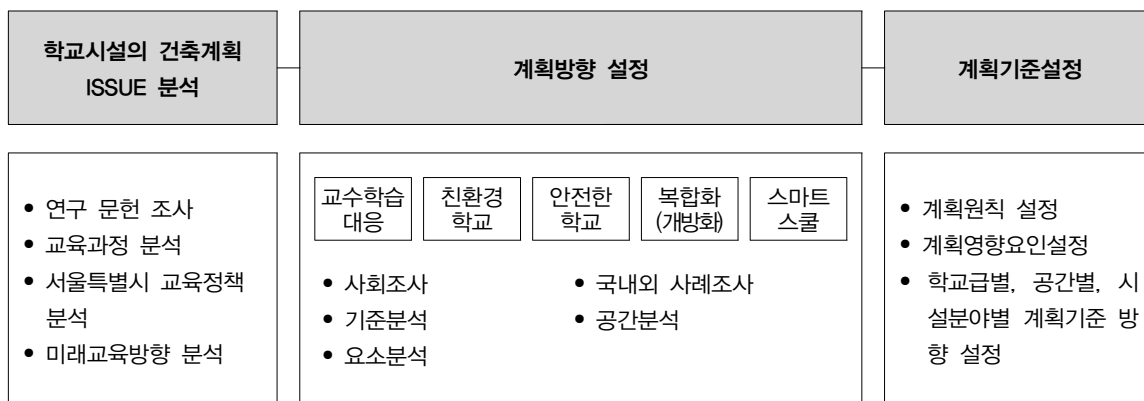 학교시설의 건축계획
ISSUE 분석
계획방향 설정
계획기준설정
• 연구 문헌 조사
• 교육과정 분석
• 서울특별시 교육정책
분석
• 미래교육방향 분석
교수학습
대응
친환경
학교
안전한
학교
복합화
(개방화)
스마트
스쿨
• 사회조사
• 기준분석
• 요소분석
• 국내외 사례조사
• 공간분석
• 계획원칙 설정
• 계획영향요인설정
• 학교급별, 공간별, 시
설분야별 계획기준 방
향 설정